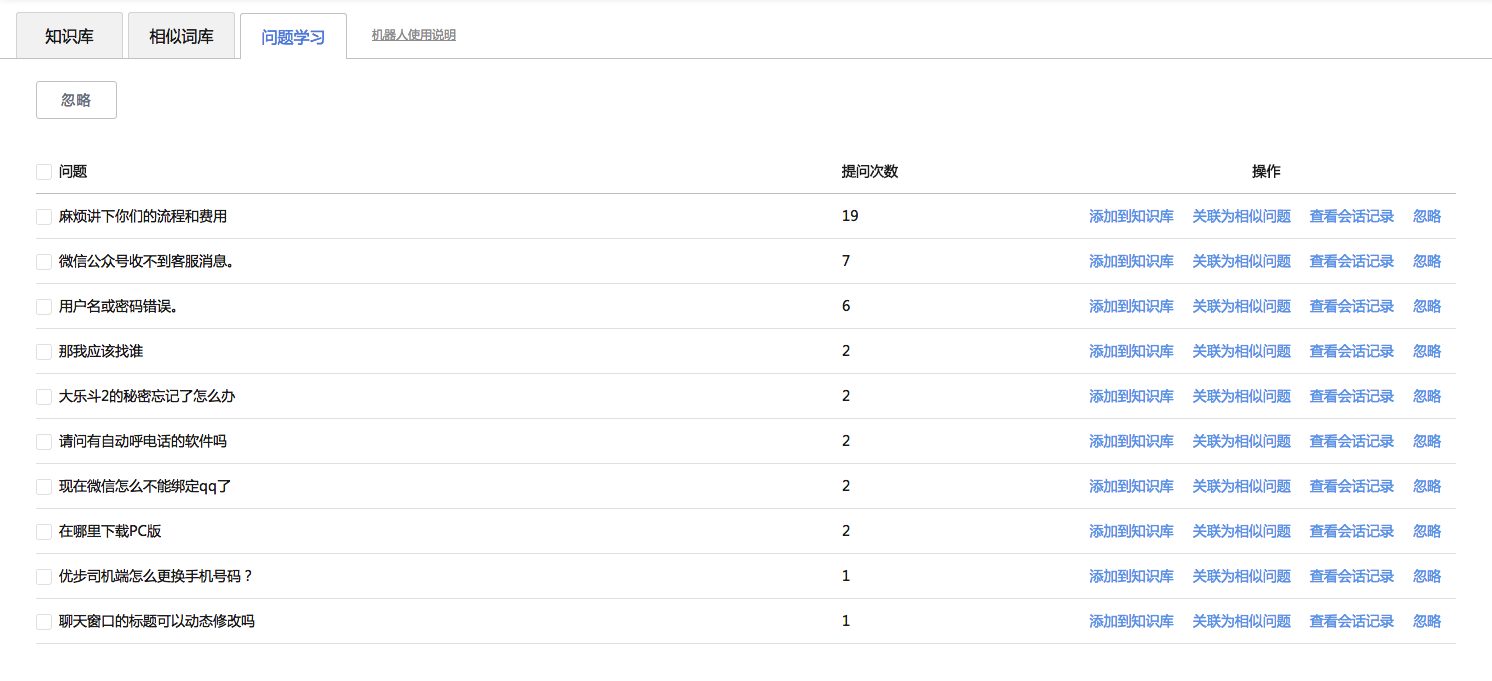 知识库 相似词库 问题学习 机器人使用说明
忽略
问题 提问次数 操作
麻烦讲下你们的流程和费用 19 添加到知识库 关联为相似问题 查看会话记录 忽略
微信公众号收不到客服消息。 7 添加到知识库 关联为相似问题 查看会话记录 忽略
用户名或密码错误。 6 添加到知识库 关联为相似问题 查看会话记录 忽略
那我应该找谁 2 添加到知识库 关联为相似问题 查看会话记录 忽略
大乐斗2的秘密忘记了怎么办 2 添加到知识库 关联为相似问题 查看会话记录 忽略
请问有自动呼电话的软件吗 2 添加到知识库 关联为相似问题 查看会话记录 忽略
现在微信怎么不能绑定qq了 2 添加到知识库 关联为相似问题 查看会话记录 忽略
在哪里下载PC版 2 添加到知识库 关联为相似问题 查看会话记录 忽略
优步司机端怎么更换手机号码？ 1 添加到知识库 关联为相似问题 查看会话记录 忽略
聊天窗口的标题可以动态修改吗 1 添加到知识库 关联为相似问题 查看会话记录 忽略